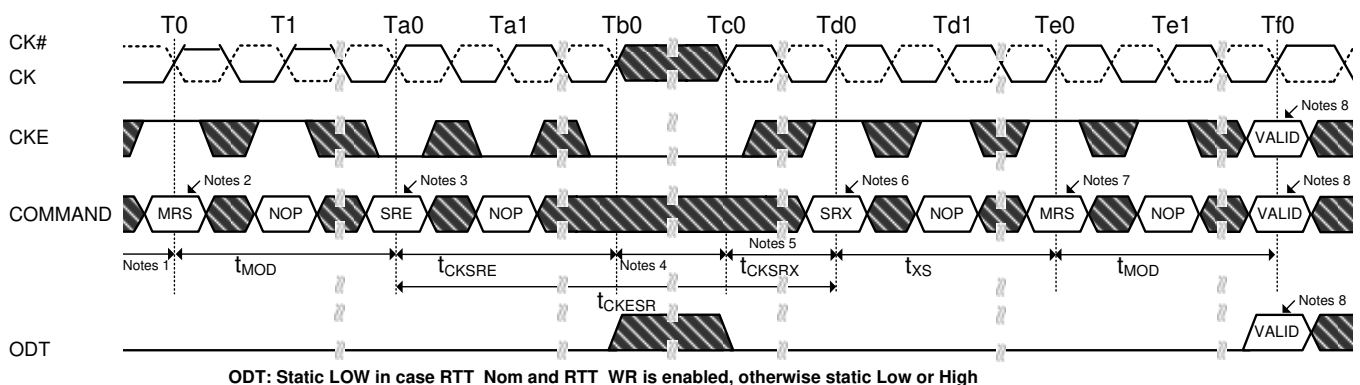 T0 T1 Ta0 Ta1 Tb0 Tc0 Td0 Td1 Te0 Te1 Tf0
CK#
CK
Notes 8
CKE
VALID
Notes 2 Notes 3 Notes 6 Notes 7 Notes 8
COMMAND MRS NOP SRE NOP SRX NOP MRS NOP VALID
Notes 1 tMOD tCKSRE Notes 4 Notes 5 tCKSRX tXS tMOD
tCKESR
Notes 8
VALID
ODT
ODT: Static LOW in case RTT_Nom and RTT_WR is enabled, otherwise static Low or High